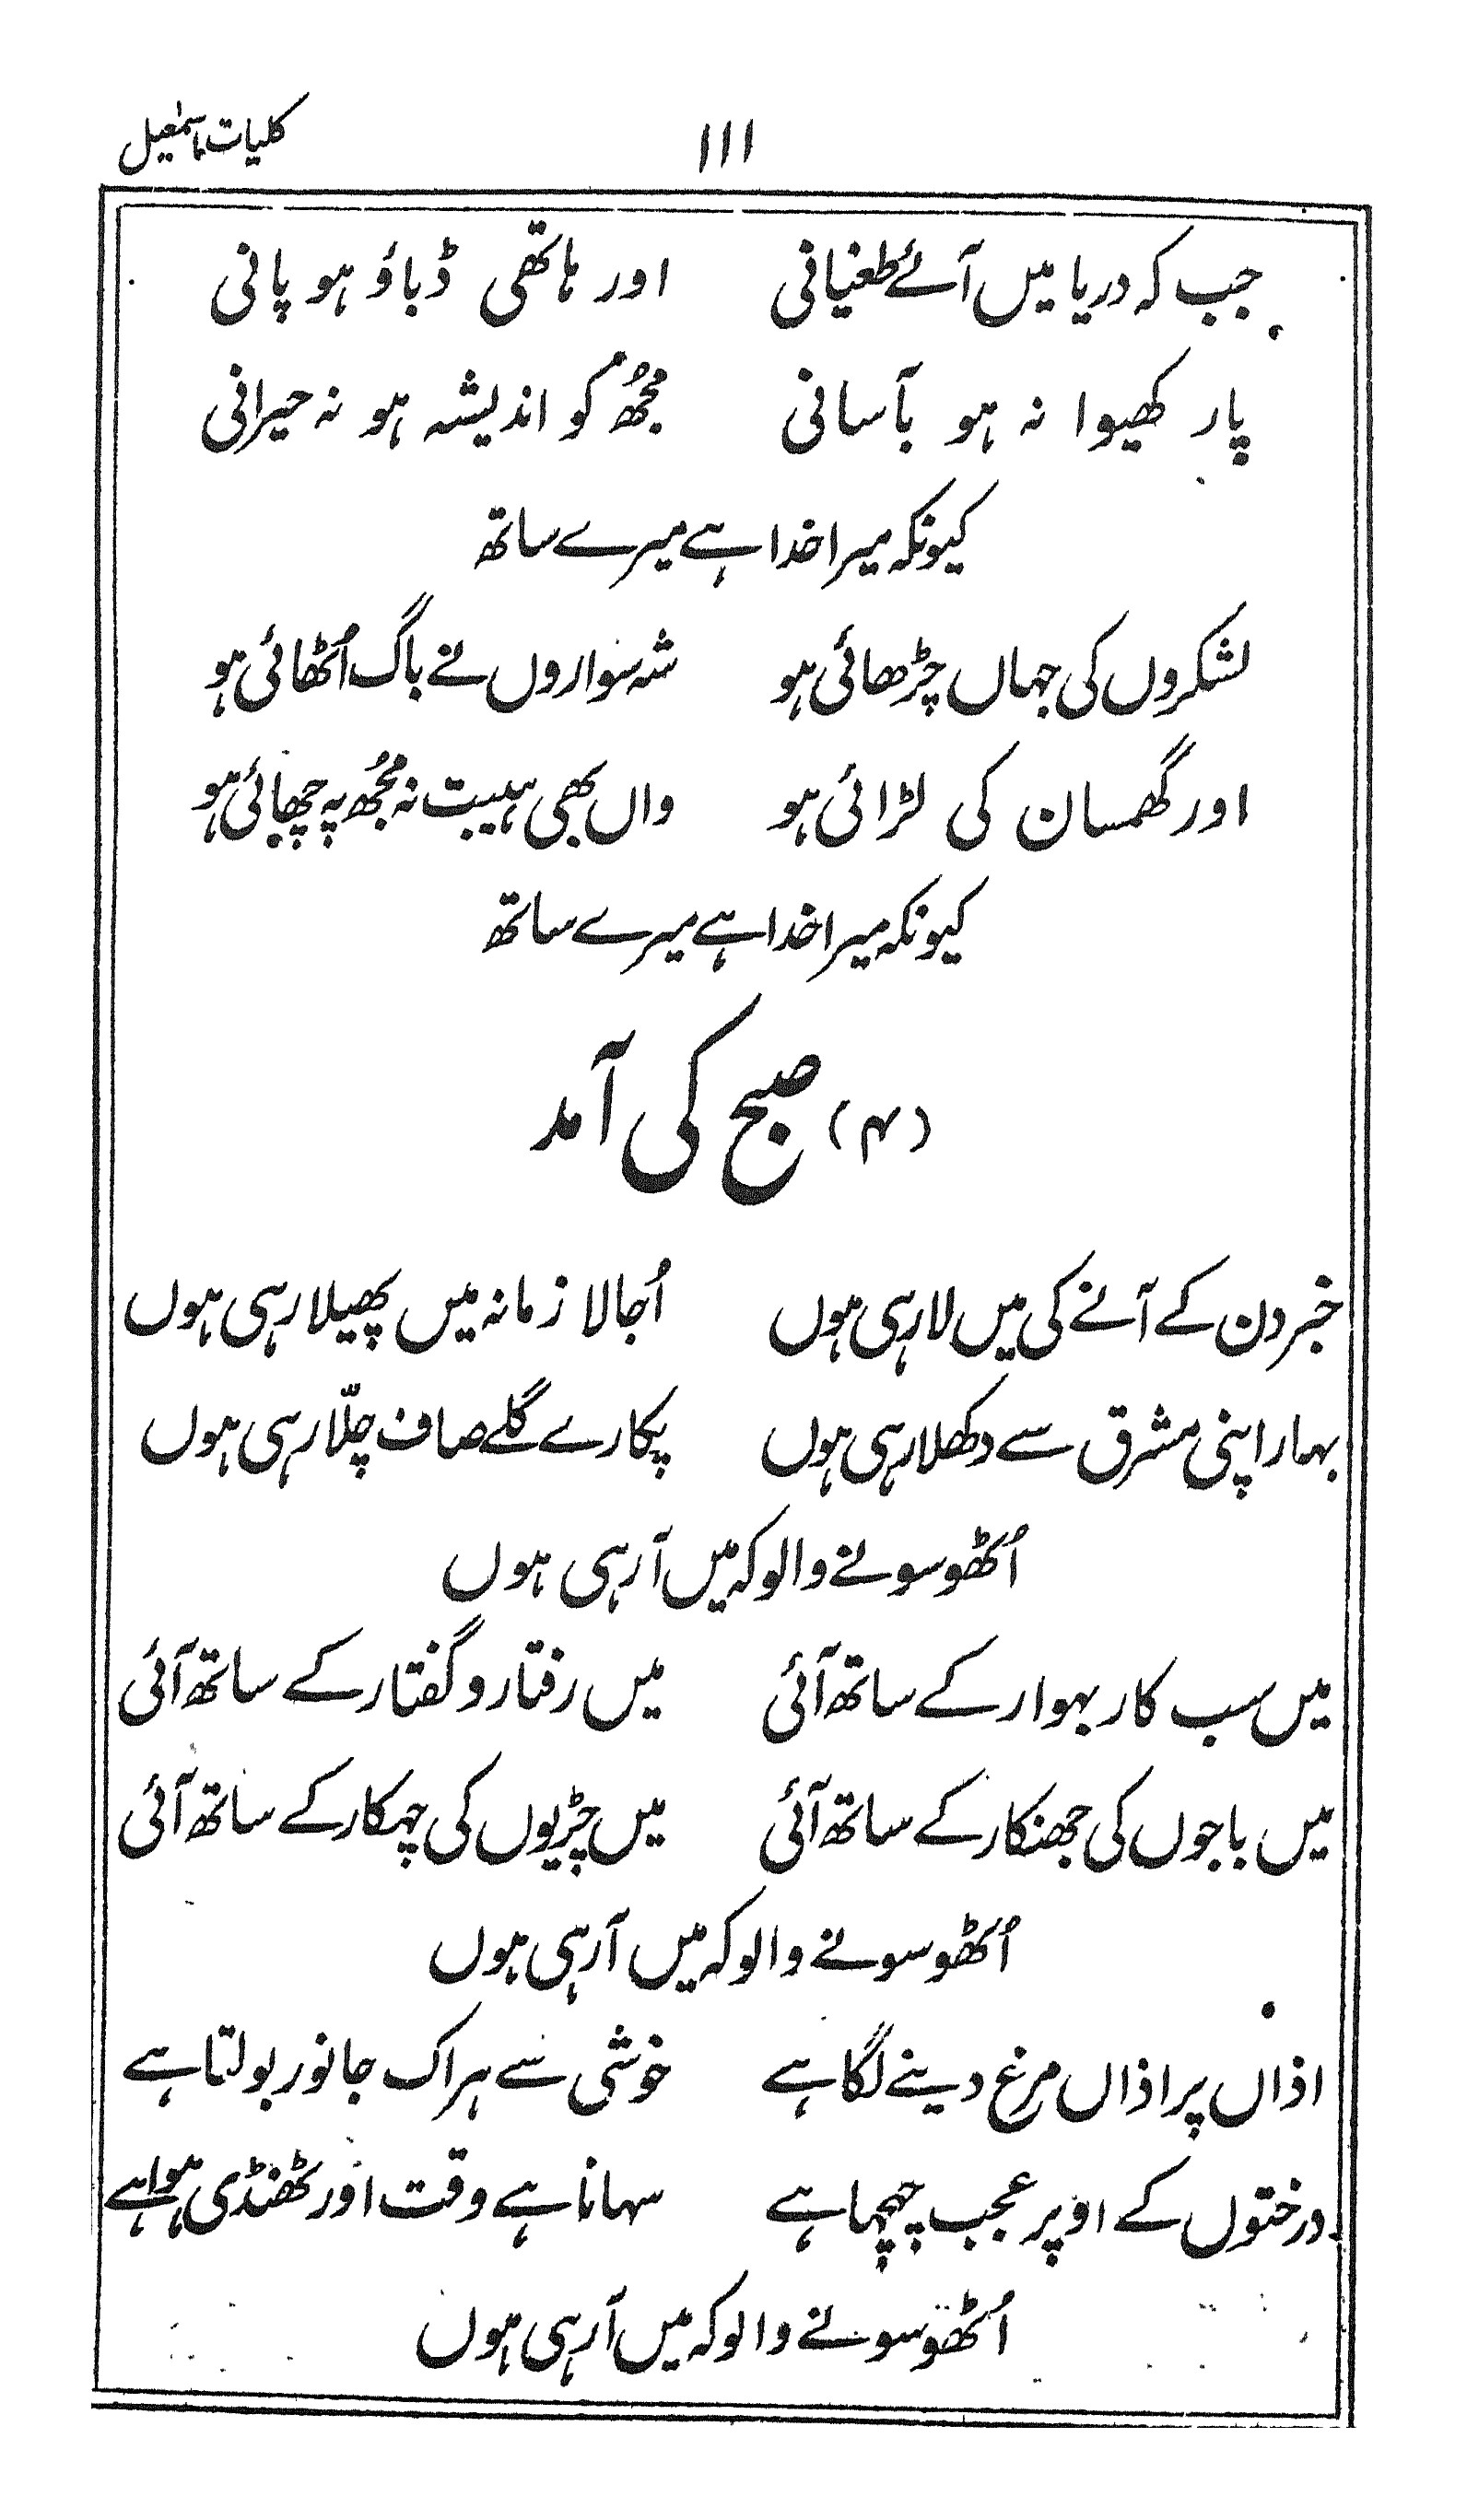 کلیات اسمٰعیل ۱۱۱
جب کہ دریا میں آئے طغیانی اور ہاتھی ڈباؤ ہو پانی
پار کھیوا نہ ہو بآسانی مجھُ کو اندیشہ ہو نہ حیرانی
کیونکہ میرا خدا ہے میرے ساتھ
لشکروں کی جہاں چڑھائی ہو شہ سواروں نے باگ اُٹھائی ہو
اور گھمسان کی لڑائی ہو واں بھی ہیبت نہ مجھُ پہ چھائی ہو
کیونکہ میرا خدا ہے میرے ساتھ
(۴) صبح کی آمد
خبر دن کے آنے کی میں لا رہی ہوں اُجالا زمانہ میں پھیلا رہی ہوں
بہار اپنی مشرق سے دکھلا رہی ہوں پکارے گلے صاف چلّا رہی ہوں
اُٹھو سونے والو کہ میں آ رہی ہوں
میں سب کار بہوار کے ساتھ آئی میں رفتار و گفتار کے ساتھ آئی
میں باجوں کی جھنکار کے ساتھ آئی میں چڑیوں کی چہکار کے ساتھ آئی
اُٹھو سونے والو کہ میں آ رہی ہوں
اذاں پر اذاں مرغ دینے لگا ہے خوشی سے ہر اک جانور بولتا ہے
درختوں کے اوپر عجب چہچہا ہے سہانا ہے وقت اور ٹھنڈی ہوا ہے
اُٹھو سونے والو کہ میں آ رہی ہوں